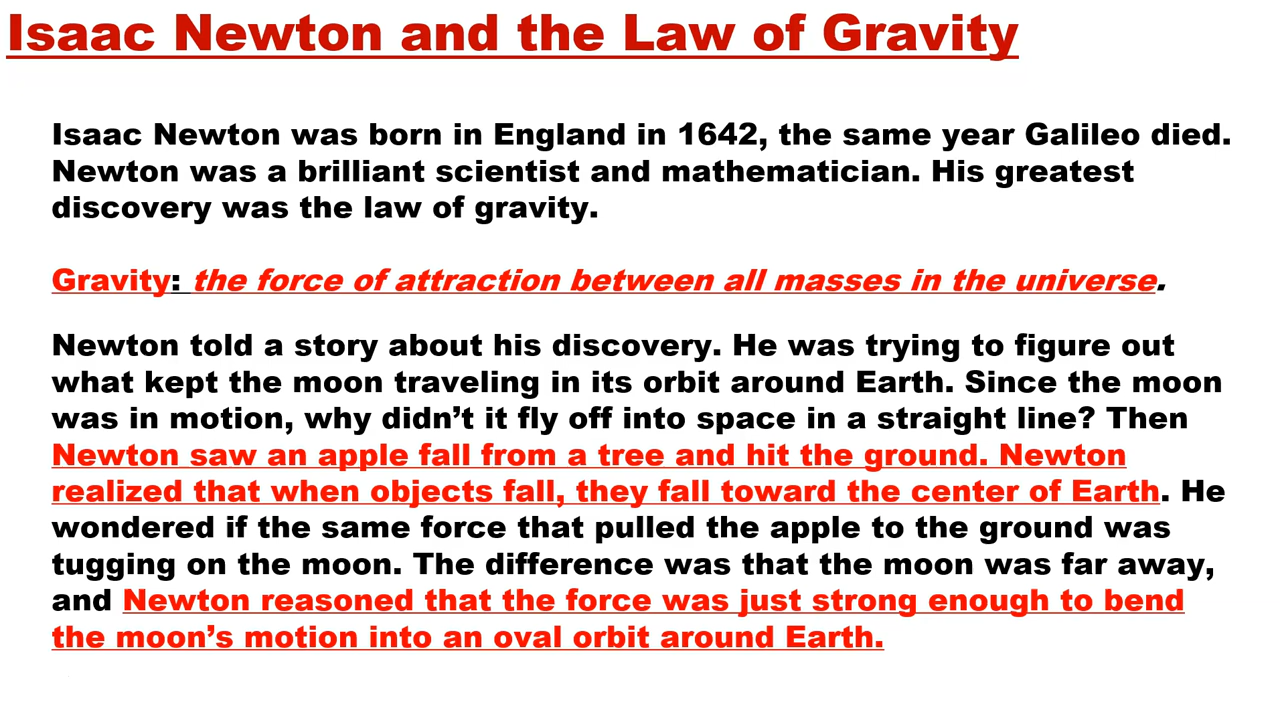 Isaac Newton and the Law of Gravity
Isaac Newton was born in England in 1642, the same year Galileo died.
Newton was a brilliant scientist and mathematician. His greatest
discovery was the law of gravity.
Gravity: the force of attraction between all masses in the universe.
Newton told a story about his discovery. He was trying to figure out
what kept the moon traveling in its orbit around Earth. Since the moon
was in motion, why didn’t it fly off into space in a straight line? Then
Newton saw an apple fall from a tree and hit the ground. Newton
realized that when objects fall, they fall toward the center of Earth. He
wondered if the same force that pulled the apple to the ground was
tugging on the moon. The difference was that the moon was far away,
and Newton reasoned that the force was just strong enough to bend
the moon’s motion into an oval orbit around Earth.